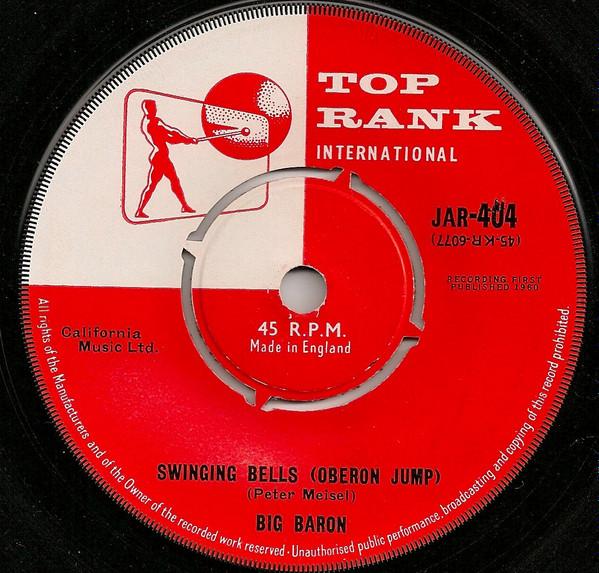 TOP
RANK
INTERNATIONAL
JAR-404
(45-KR-6077)
RECORDING FIRST
PUBLISHED 1960
California
Music Ltd.
45 R.P.M.
Made in England
SWINGING BELLS (OBERON JUMP)
(Peter Meisel)
BIG BARON
All rights of the Manufacturers and of the Owner of the recorded work reserved · Unauthorised public performance, broadcasting and copying of this record prohibited.